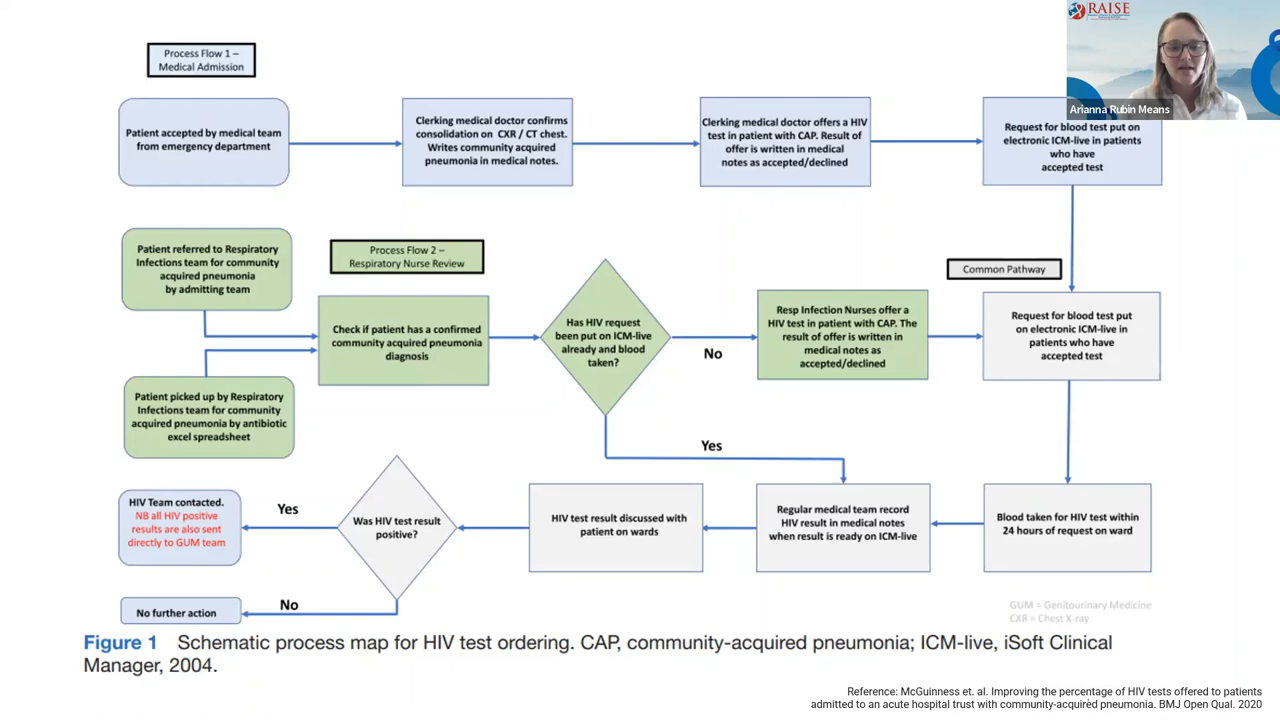 RAISE
Arianna Rubin Means
Process Flow 1 –
Medical Admission
Patient accepted by medical team
from emergency department
Clerking medical doctor confirms
consolidation on CXR / CT chest.
Writes community acquired
pneumonia in medical notes.
Clerking medical doctor offers a HIV
test in patient with CAP. Result of
offer is written in medical
notes as accepted/declined
Request for blood test put on
electronic ICM-live in patients
who have
accepted test
Patient referred to Respiratory
Infections team for community
acquired pneumonia
by admitting team
Process Flow 2 –
Respiratory Nurse Review
Common Pathway
Check if patient has a confirmed
community acquired pneumonia
diagnosis
Has HIV request
been put on ICM-live
already and blood
taken?
No
Resp Infection Nurses offer a
HIV test in patient with CAP. The
result of offer is written in
medical notes as
accepted/declined
Request for blood test put
on electronic ICM-live in
patients who have
accepted test
Patient picked up by Respiratory
Infections team for community
acquired pneumonia by antibiotic
excel spreadsheet
Yes
HIV Team contacted.
NB all HIV positive
results are also sent
directly to GUM team
Yes
Was HIV test result
positive?
HIV test result discussed with
patient on wards
Regular medical team record
HIV result in medical notes
when result is ready on ICM-live
Blood taken for HIV test within
24 hours of request on ward
No further action
No
GUM = Genitourinary Medicine
CXR = Chest X-ray
Figure 1 Schematic process map for HIV test ordering. CAP, community-acquired pneumonia; ICM-live, iSoft Clinical
Manager, 2004.
Reference: McGuinness et. al. Improving the percentage of HIV tests offered to patients
admitted to an acute hospital trust with community-acquired pneumonia. BMJ Open Qual. 2020